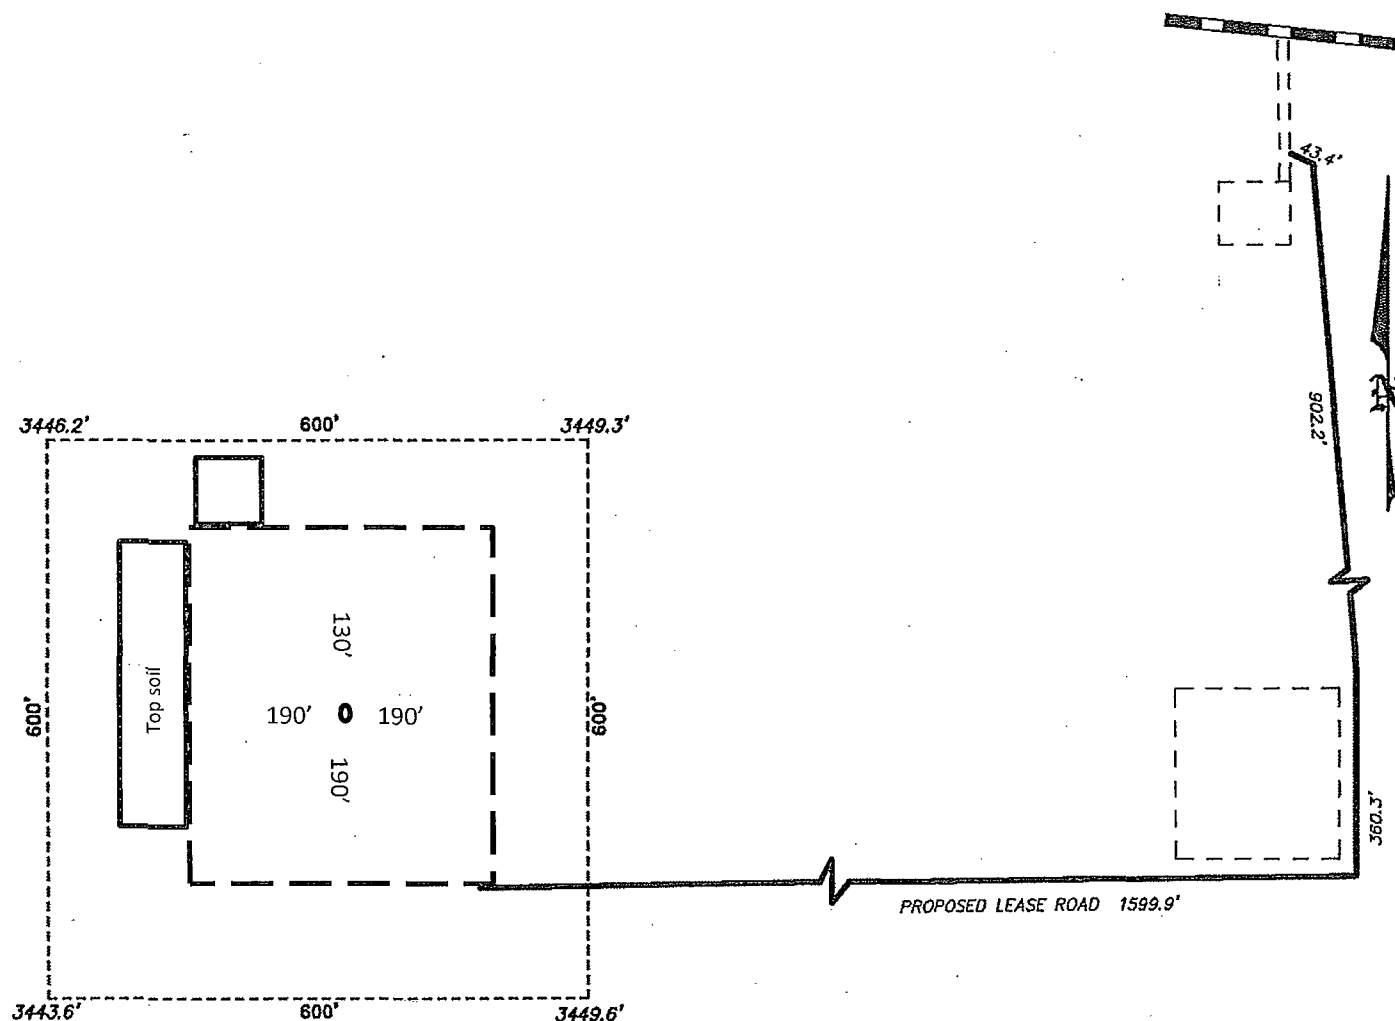 43.4'
902.2'
3446.2' 600' 3449.3'
130'
Top soil
600' 190' 190' 600'
190'
360.3'
PROPOSED LEASE ROAD 1599.9'
3443.6' 600' 3449.6'